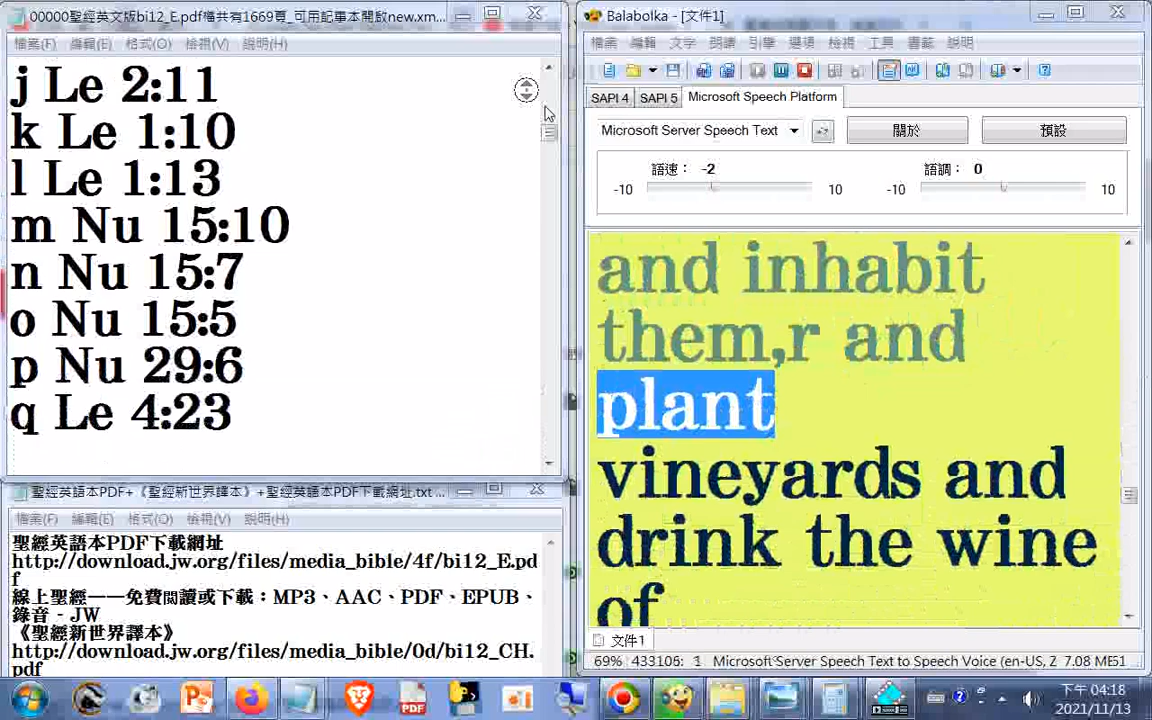 00000聖經英文版bi12_E.pdf檔共有1669頁_可用記事本開啟new.xm...
檔案(F) 編輯(E) 格式(O) 檢視(V) 說明(H)
j Le 2:11
k Le 1:10
l Le 1:13
m Nu 15:10
n Nu 15:7
o Nu 15:5
p Nu 29:6
q Le 4:23
聖經英語本PDF+《聖經新世界譯本》+聖經英語本PDF下載網址.txt ...
檔案(F) 編輯(E) 格式(O) 檢視(V) 說明(H)
聖經英語本PDF下載網址
http://download.jw.org/files/media_bible/4f/bi12_E.pd
f
線上聖經——免費閱讀或下載：MP3、AAC、PDF、EPUB、
錄音 - JW
《聖經新世界譯本》
http://download.jw.org/files/media_bible/0d/bi12_CH.
pdf
Balabolka - [文件1]
檔案 編輯 文字 朗讀 引擎 選項 檢視 工具 書籤 說明
SAPI 4 SAPI 5 Microsoft Speech Platform
Microsoft Server Speech Text 關於 預設
語速： -2 語調： 0
-10 10 -10 10
and inhabit
them,r and
plant
vineyards and
drink the wine
of
文件1
69% 433106: 1 Microsoft Server Speech Text to Speech Voice (en-US, 2 7.08 ME51
下午 04:18
2021/11/13